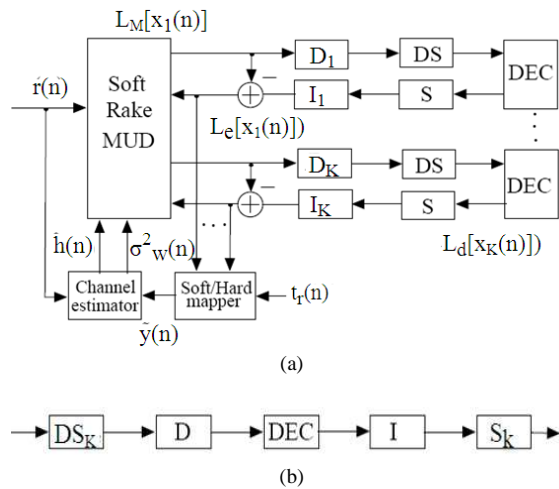 L_M[x_1(n)]
ŕ(n)
Soft
Rake
MUD
D_1
DS
DEC
I_1
S
L_e[x_1(n)])
D_K
DS
DEC
I_K
S
L_d[x_K(n)])
ĥ(n)
σ²_w(n)
Channel
estimator
Soft/Hard
mapper
t_r(n)
ỹ(n)
(a)
DS_K
D
DEC
I
S_k
(b)